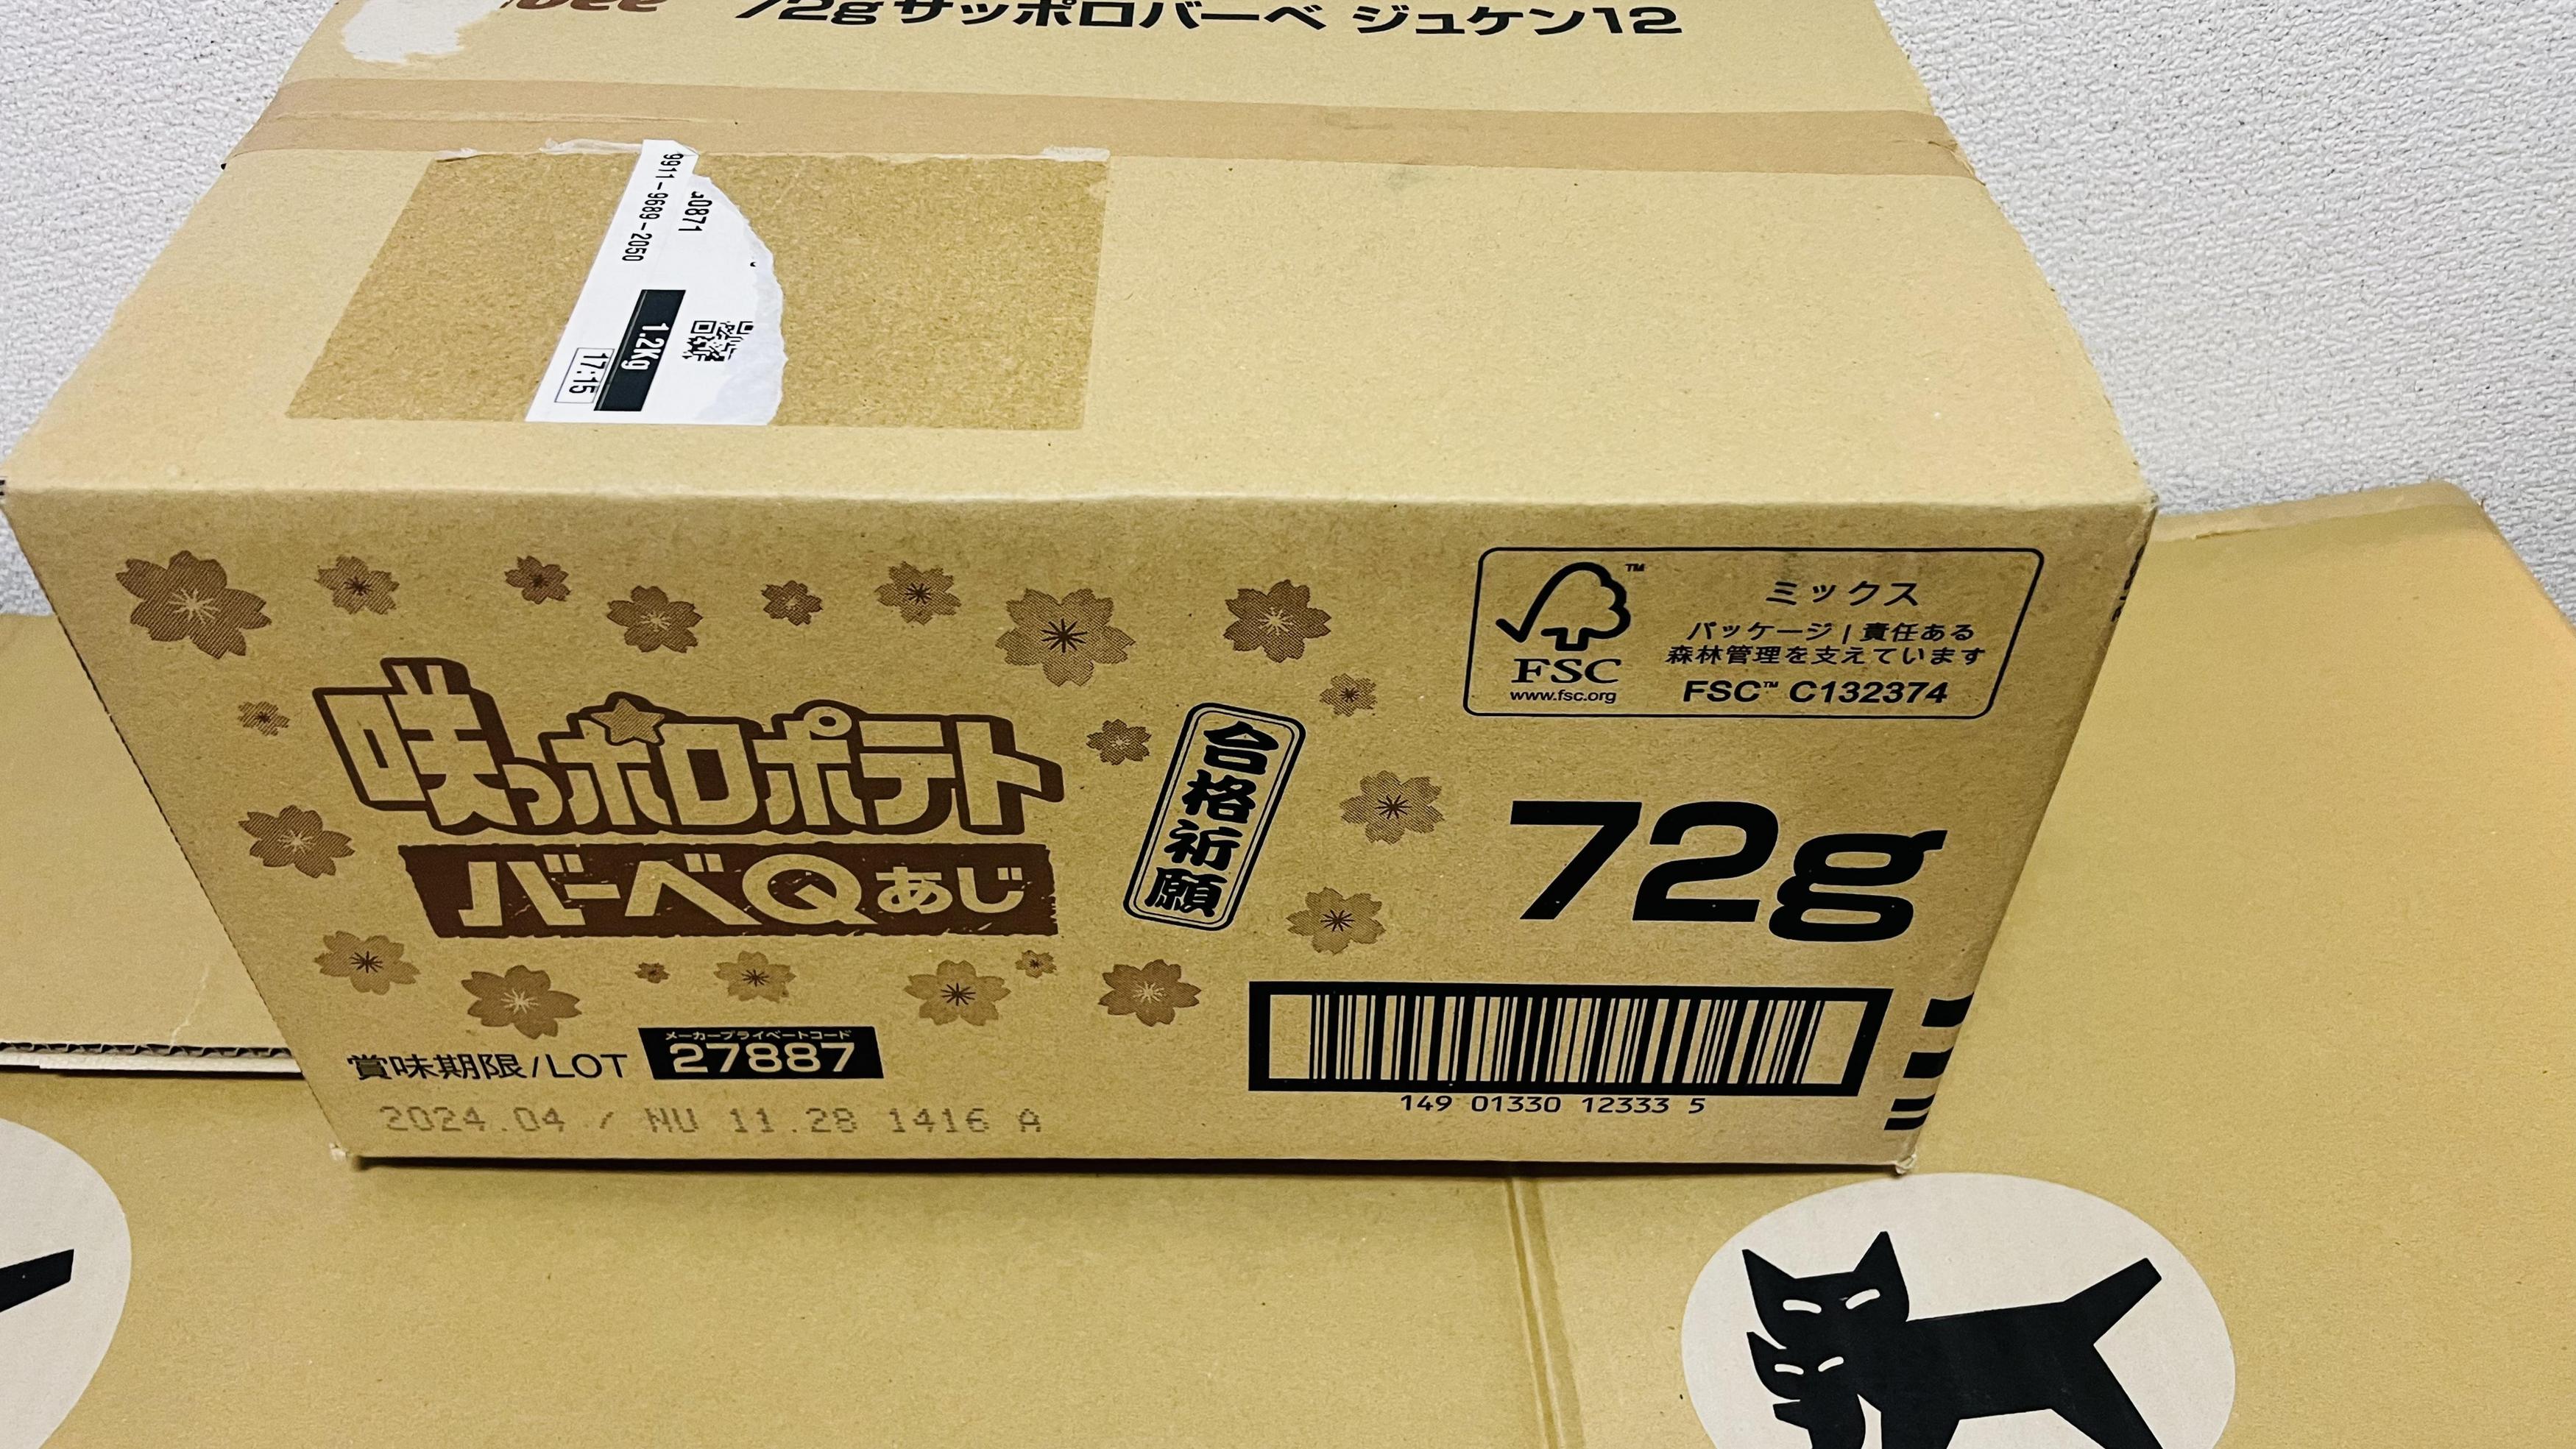 72gサッポロバーベ ジュケン12
9911-9689-2050
0871
1.2Kg
17:15
咲っポロポテト
バーベQあじ
合格祈願
ミックス
パッケージ|責任ある
森林管理を支えています
FSC™ C132374
FSC
www.fsc.org
72g
賞味期限/LOT
メーカープライベートコード
27887
2024.04 / NU 11.28 1416 A
149 01330 12333 5